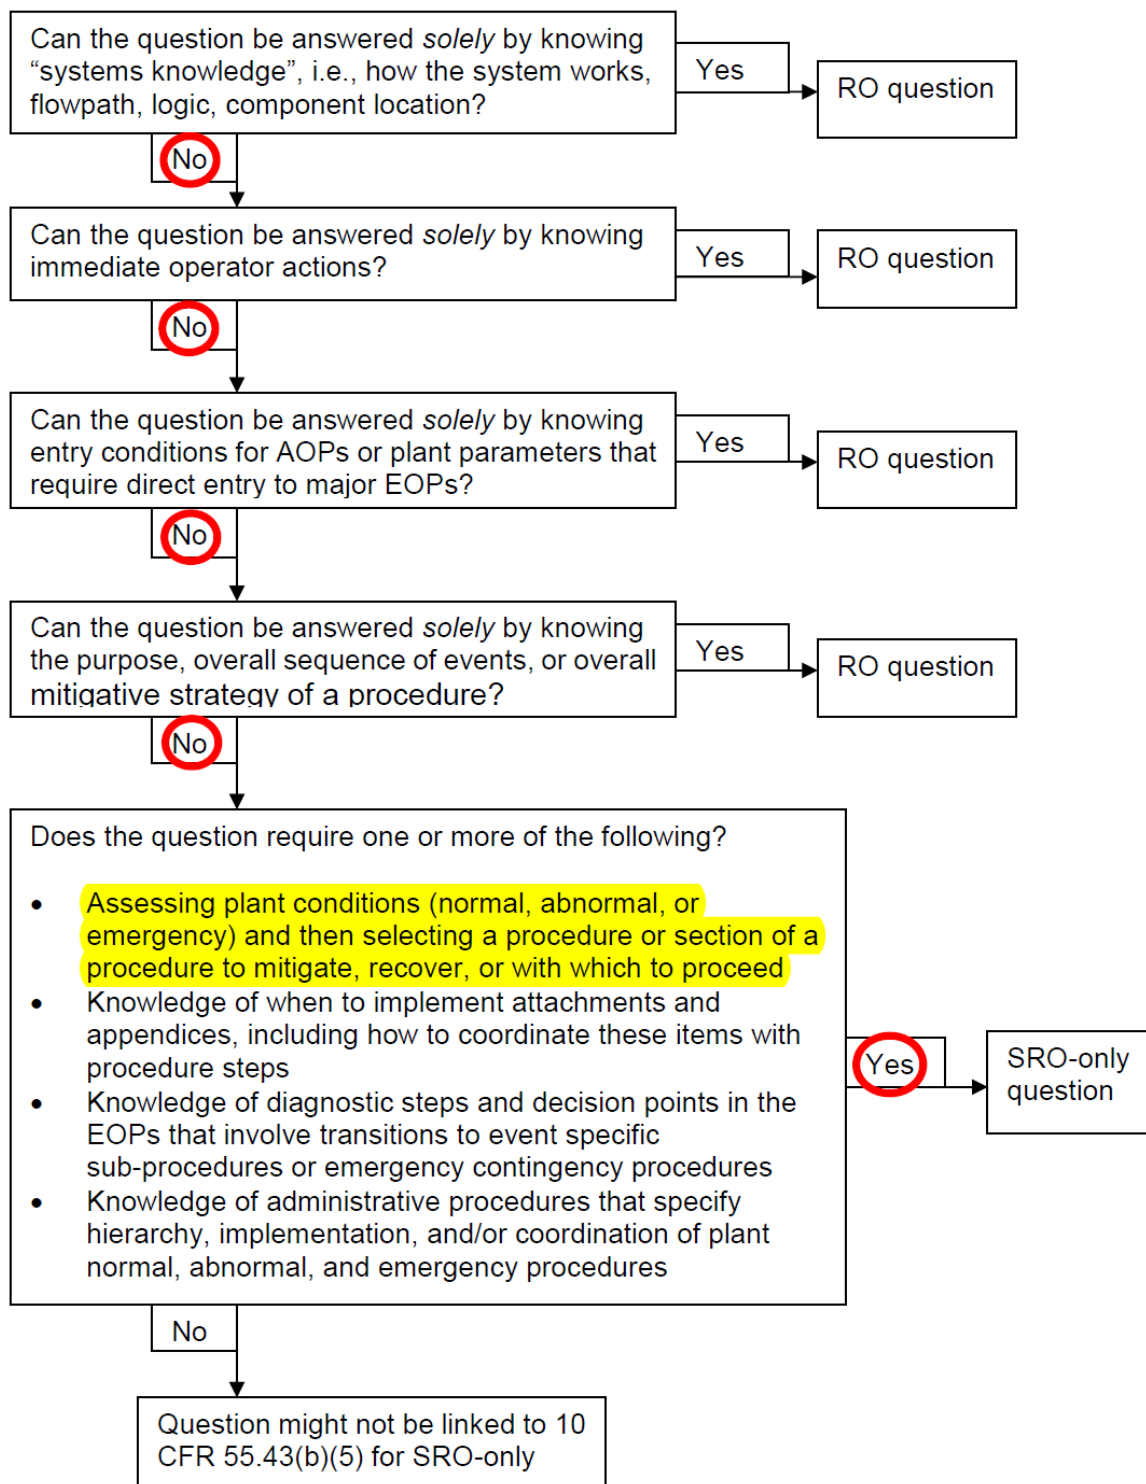 Can the question be answered solely by knowing
“systems knowledge”, i.e., how the system works,
flowpath, logic, component location?
Yes
RO question
No
Can the question be answered solely by knowing
immediate operator actions?
Yes
RO question
No
Can the question be answered solely by knowing
entry conditions for AOPs or plant parameters that
require direct entry to major EOPs?
Yes
RO question
No
Can the question be answered solely by knowing
the purpose, overall sequence of events, or overall
mitigative strategy of a procedure?
Yes
RO question
No
Does the question require one or more of the following?
• Assessing plant conditions (normal, abnormal, or
emergency) and then selecting a procedure or section of a
procedure to mitigate, recover, or with which to proceed
• Knowledge of when to implement attachments and
appendices, including how to coordinate these items with
procedure steps
• Knowledge of diagnostic steps and decision points in the
EOPs that involve transitions to event specific
sub-procedures or emergency contingency procedures
• Knowledge of administrative procedures that specify
hierarchy, implementation, and/or coordination of plant
normal, abnormal, and emergency procedures
Yes
SRO-only
question
No
Question might not be linked to 10
CFR 55.43(b)(5) for SRO-only